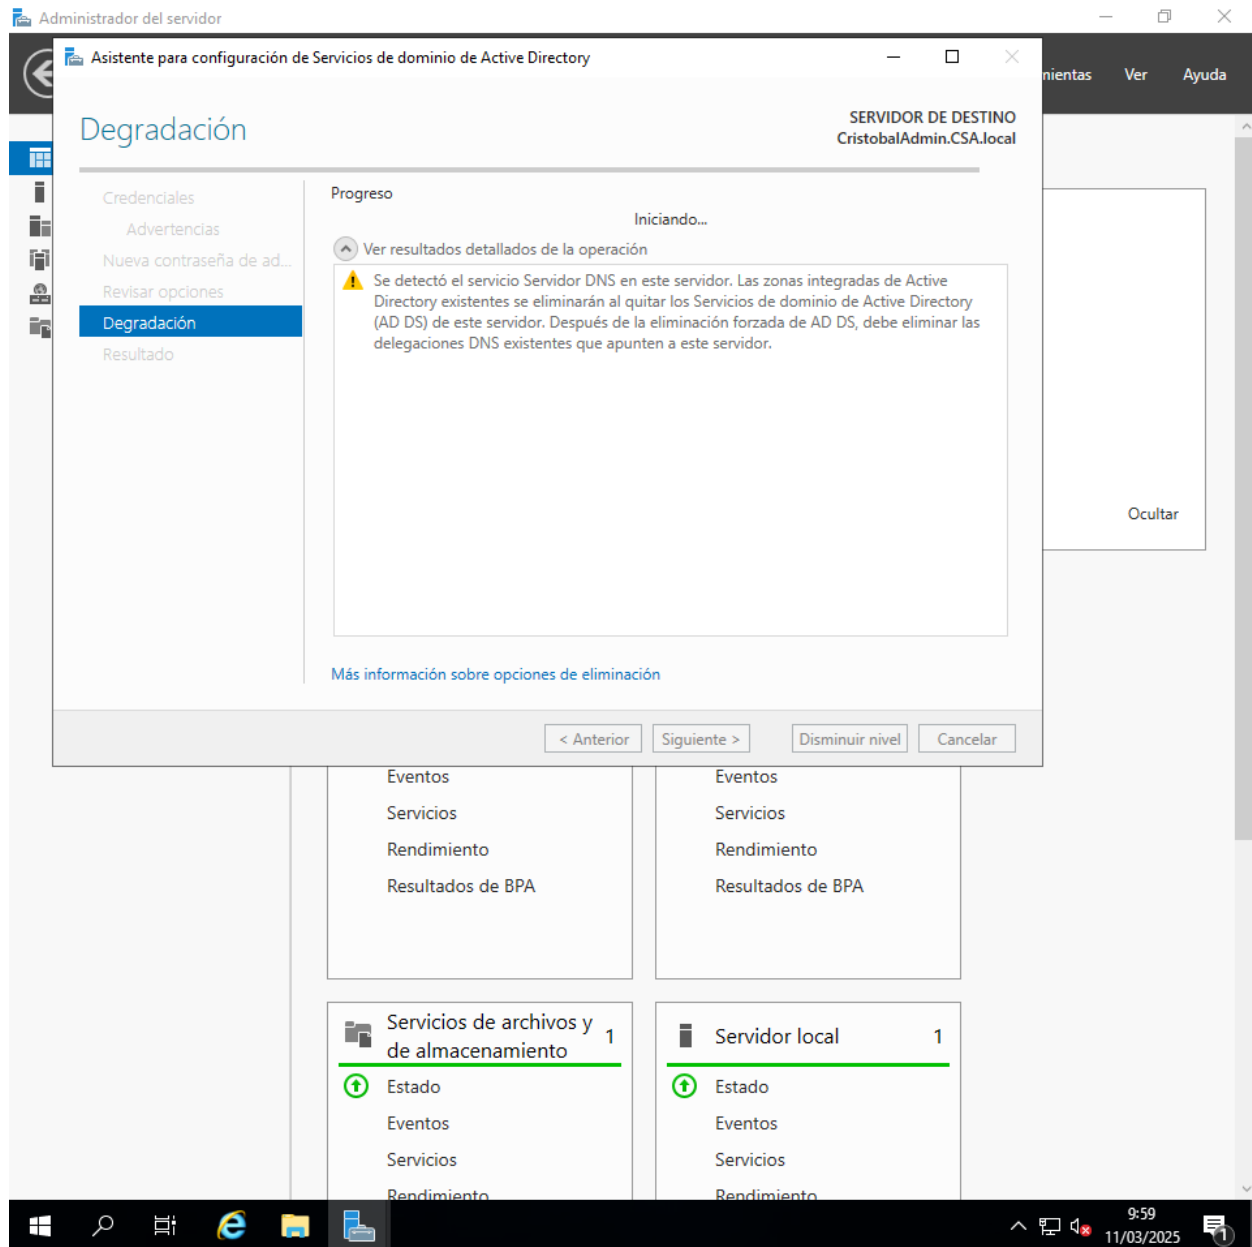 Administrador del servidor
Asistente para configuración de Servicios de dominio de Active Directory
mientas Ver Ayuda
Degradación
SERVIDOR DE DESTINO
CristobalAdmin.CSA.local
Credenciales
Advertencias
Nueva contraseña de ad...
Revisar opciones
Degradación
Resultado
Progreso
Iniciando...
Ver resultados detallados de la operación
Se detectó el servicio Servidor DNS en este servidor. Las zonas integradas de Active
Directory existentes se eliminarán al quitar los Servicios de dominio de Active Directory
(AD DS) de este servidor. Después de la eliminación forzada de AD DS, debe eliminar las
delegaciones DNS existentes que apunten a este servidor.
Ocultar
Más información sobre opciones de eliminación
< Anterior Siguiente > Disminuir nivel Cancelar
Eventos
Servicios
Rendimiento
Resultados de BPA
Eventos
Servicios
Rendimiento
Resultados de BPA
Servicios de archivos y
de almacenamiento 1
Estado
Eventos
Servicios
Rendimiento
Servidor local 1
Estado
Eventos
Servicios
Rendimiento
9:59
11/03/2025
1